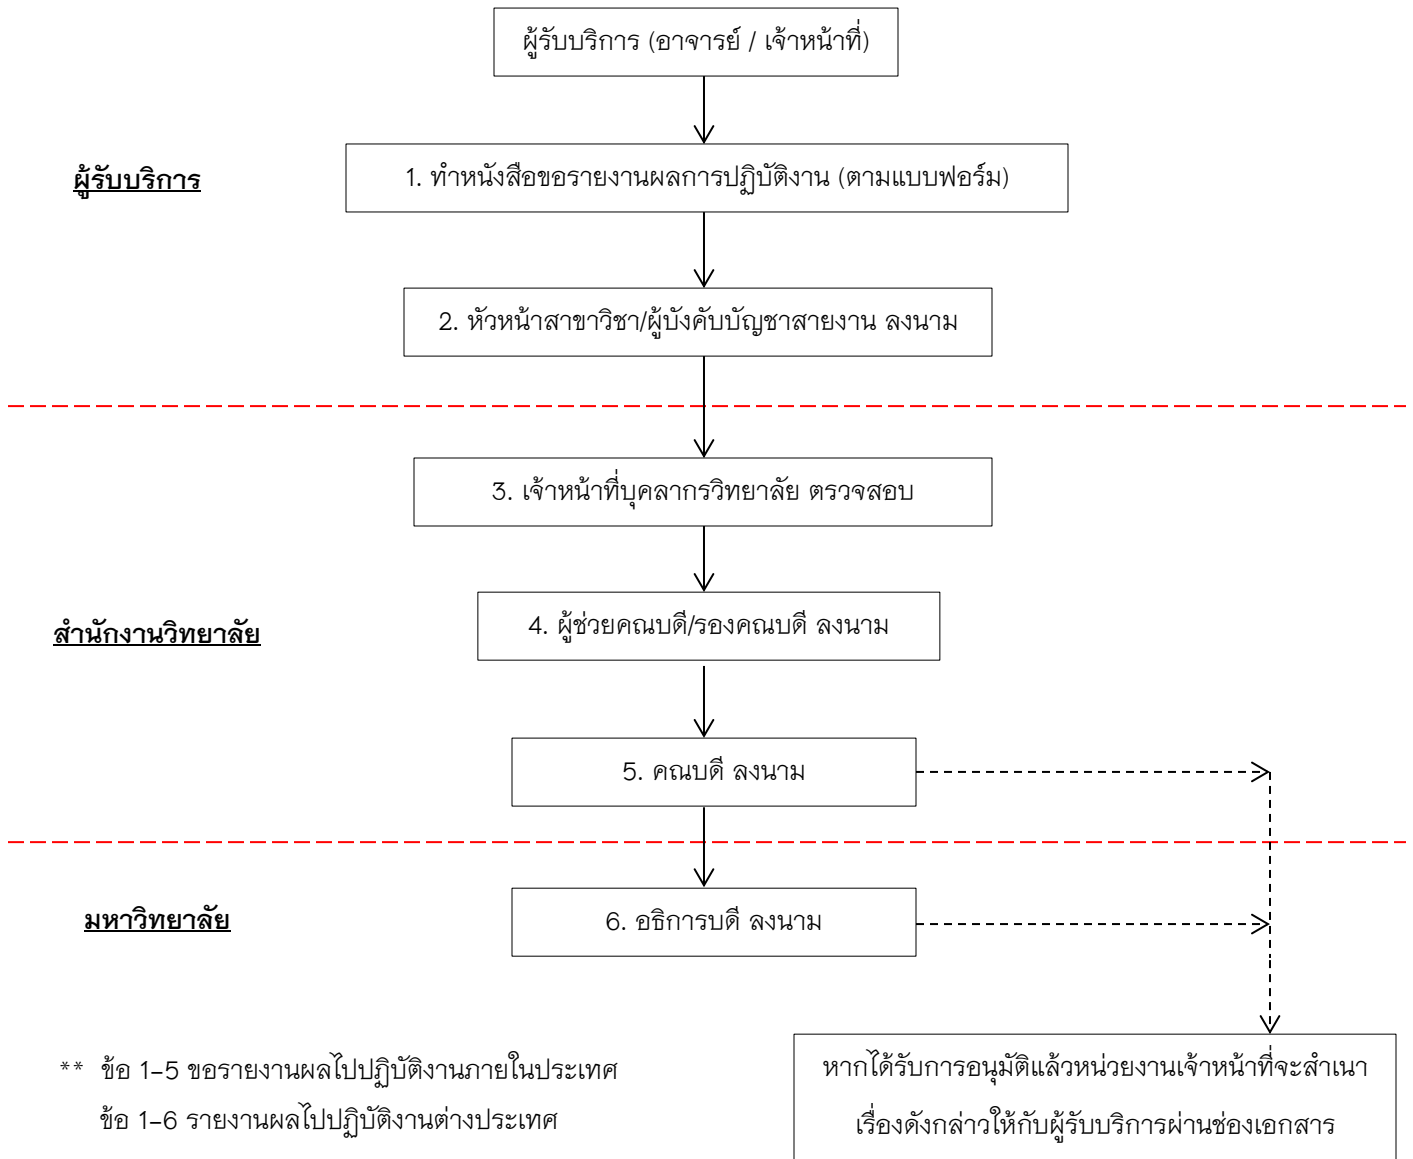 ผู้รับบริการ (อาจารย์ / เจ้าหน้าที่)
ผู้รับบริการ
1. ทำหนังสือขอรายงานผลการปฏิบัติงาน (ตามแบบฟอร์ม)
2. หัวหน้าสาขาวิชา/ผู้บังคับบัญชาสายงาน ลงนาม
3. เจ้าหน้าที่บุคลากรวิทยาลัย ตรวจสอบ
สำนักงานวิทยาลัย
4. ผู้ช่วยคณบดี/รองคณบดี ลงนาม
5. คณบดี ลงนาม
มหาวิทยาลัย
6. อธิการบดี ลงนาม
** ข้อ 1-5 ขอรายงานผลไปปฏิบัติงานภายในประเทศ
ข้อ 1-6 รายงานผลไปปฏิบัติงานต่างประเทศ
หากได้รับการอนุมัติแล้วหน่วยงานเจ้าหน้าที่จะสำเนา
เรื่องดังกล่าวให้กับผู้รับบริการผ่านช่องเอกสาร